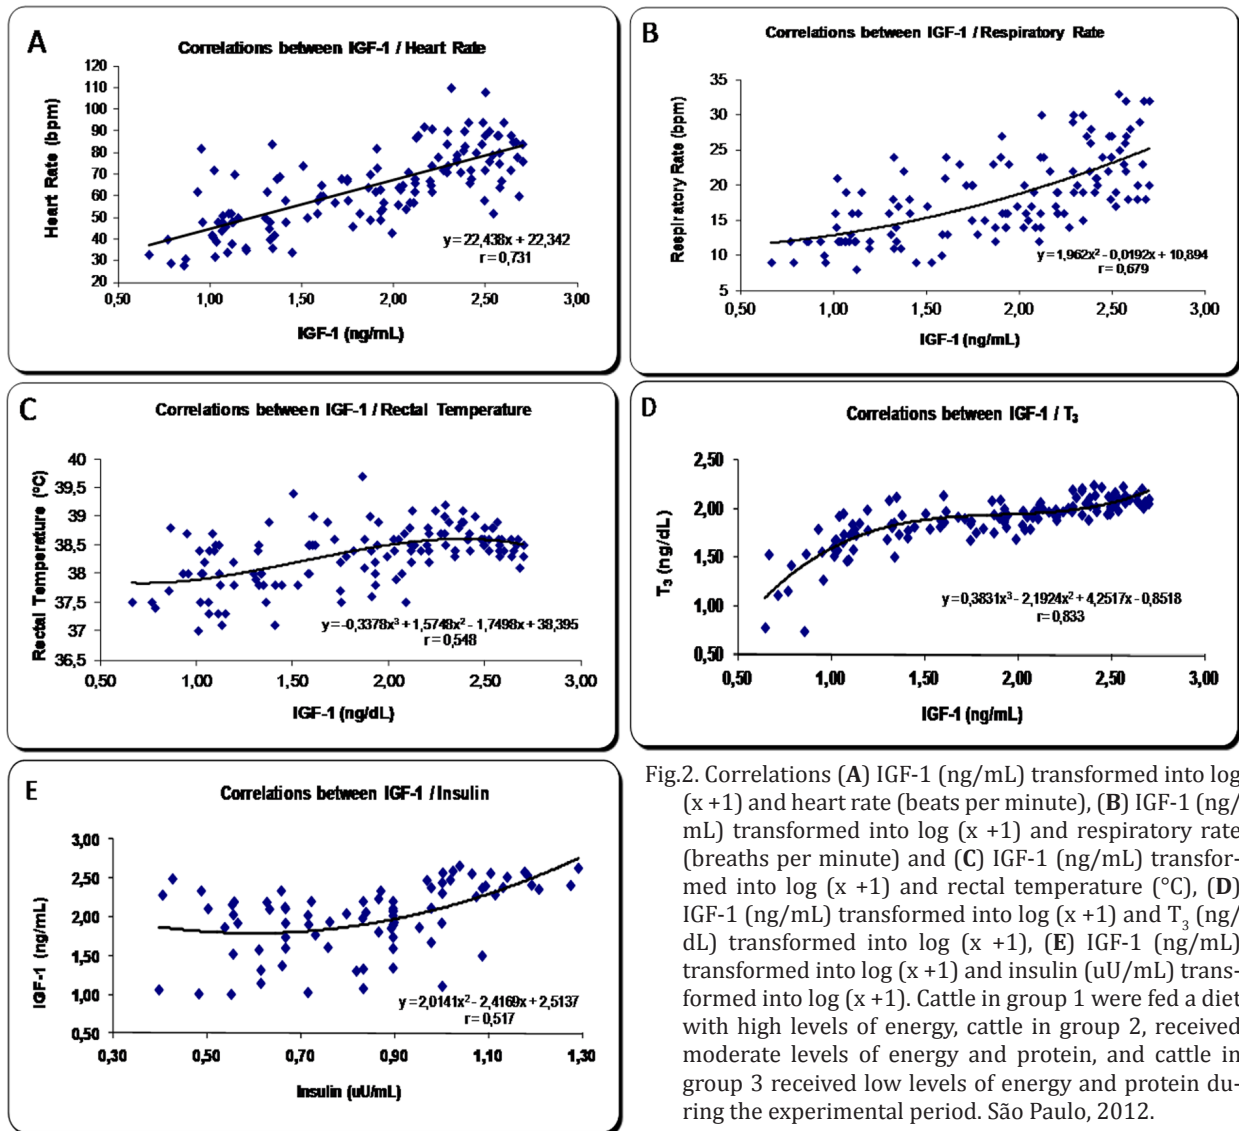 A
Correlations between IGF-1 / Heart Rate
Heart Rate (bpm)
120
110
100
90
80
70
60
50
40
30
20
y = 22,438x + 22,342
r = 0,731
0,50 1,00 1,50 2,00 2,50 3,00
IGF-1 (ng/mL)
B
Correlations between IGF-1 / Respiratory Rate
Respiratory Rate (bpm)
35
30
25
20
15
10
5
y = 1,962x² - 0,0192x + 10,894
r = 0,679
0,50 1,00 1,50 2,00 2,50 3,00
IGF-1 (ng/mL)
C
Correlations between IGF-1 / Rectal Temperature
Rectal Temperature (°C)
40
39,5
39
38,5
38
37,5
37
36,5
y = -0,3378x³ + 1,5748x² - 1,7498x + 38,395
r = 0,548
0,50 1,00 1,50 2,00 2,50 3,00
IGF-1 (ng/dL)
D
Correlations between IGF-1 / T₃
T₃ (ng/dL)
2,50
2,00
1,50
1,00
0,50
y = 0,3831x³ - 2,1924x² + 4,2517x - 0,8518
r = 0,833
0,50 1,00 1,50 2,00 2,50 3,00
IGF-1 (ng/mL)
E
Correlations between IGF-1 / Insulin
IGF-1 (ng/mL)
3,00
2,50
2,00
1,50
1,00
0,50
y = 2,0141x² - 2,4169x + 2,5137
r = 0,517
0,30 0,50 0,70 0,90 1,10 1,30
Insulin (uU/mL)
Fig.2. Correlations (A) IGF-1 (ng/mL) transformed into log
(x +1) and heart rate (beats per minute), (B) IGF-1 (ng/
mL) transformed into log (x +1) and respiratory rate
(breaths per minute) and (C) IGF-1 (ng/mL) transfor-
med into log (x +1) and rectal temperature (°C), (D)
IGF-1 (ng/mL) transformed into log (x +1) and T₃ (ng/
dL) transformed into log (x +1), (E) IGF-1 (ng/mL)
transformed into log (x +1) and insulin (uU/mL) trans-
formed into log (x +1). Cattle in group 1 were fed a diet
with high levels of energy, cattle in group 2, received
moderate levels of energy and protein, and cattle in
group 3 received low levels of energy and protein du-
ring the experimental period. São Paulo, 2012.